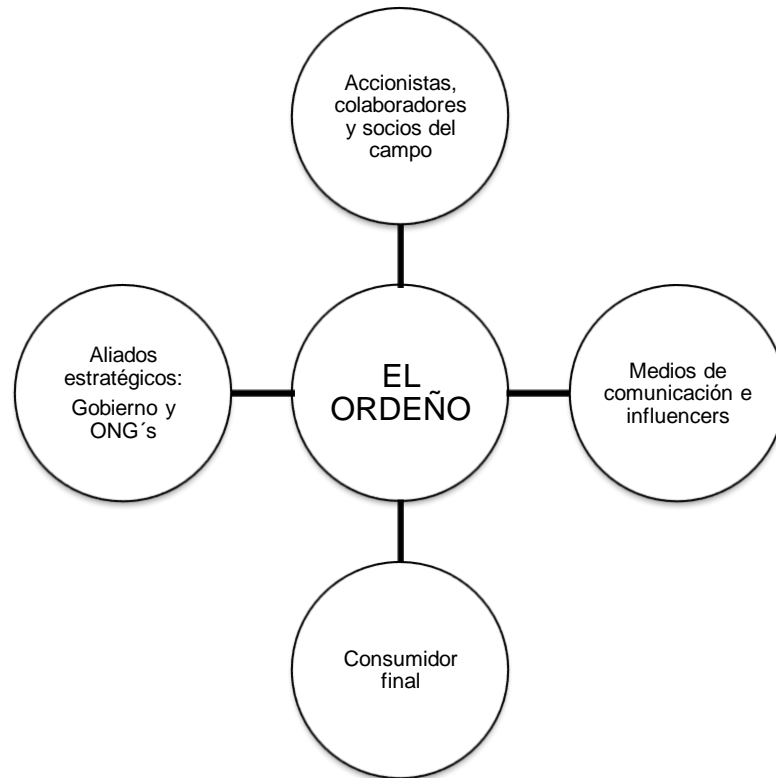 Accionistas,
colaboradores
y socios del
campo
Aliados
estratégicos:
Gobierno y
ONG´s
EL
ORDEÑO
Medios de
comunicación e
influencers
Consumidor
final